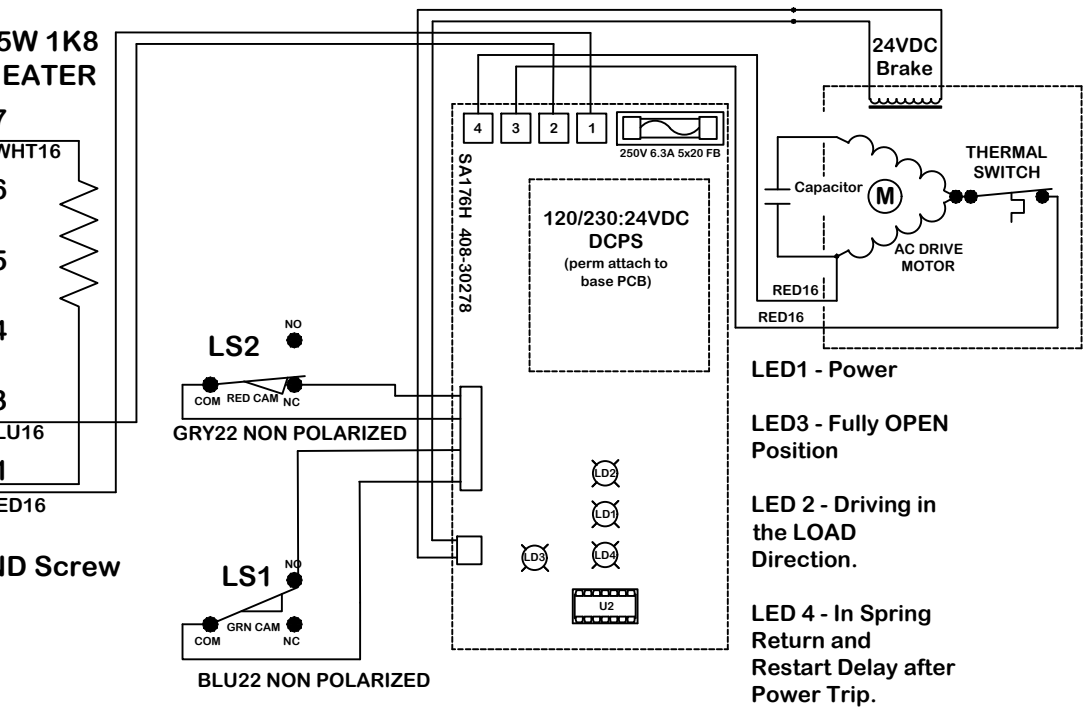 5W 1K8
EATER
7
WHT16
6
5
4
3
LU16
1
ED16
ND Screw
24VDC
Brake
4 3 2 1
250V 6.3A 5x20 FB
SA176H 408-30278
120/230:24VDC
DCPS
(perm attach to
base PCB)
Capacitor
M
THERMAL
SWITCH
AC DRIVE
MOTOR
RED16
RED16
LS2
NO
COM RED CAM NC
GRY22 NON POLARIZED
LS1
NO
COM GRN CAM NC
BLU22 NON POLARIZED
LD2
LD1
LD3
LD4
U2
LED1 - Power
LED3 - Fully OPEN
Position
LED 2 - Driving in
the LOAD
Direction.
LED 4 - In Spring
Return and
Restart Delay after
Power Trip.